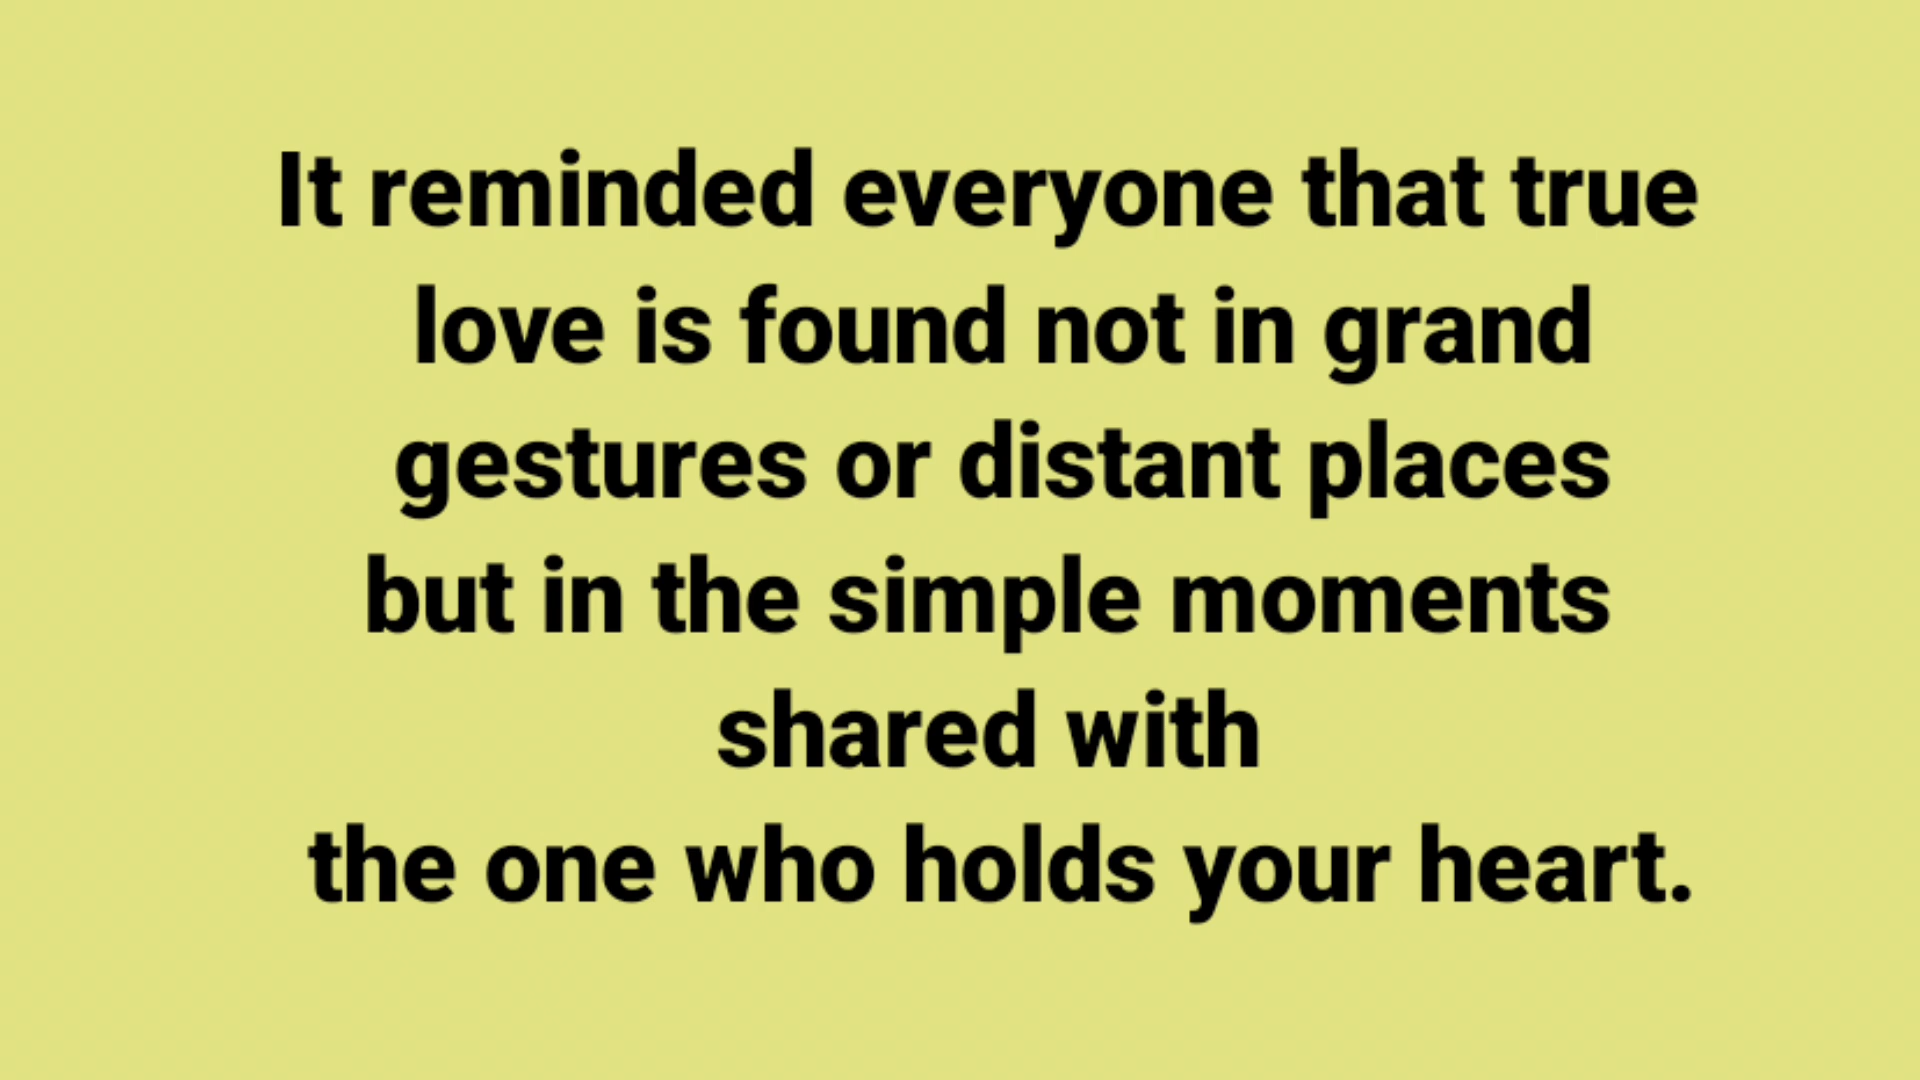 It reminded everyone that true
love is found not in grand
gestures or distant places
but in the simple moments
shared with
the one who holds your heart.